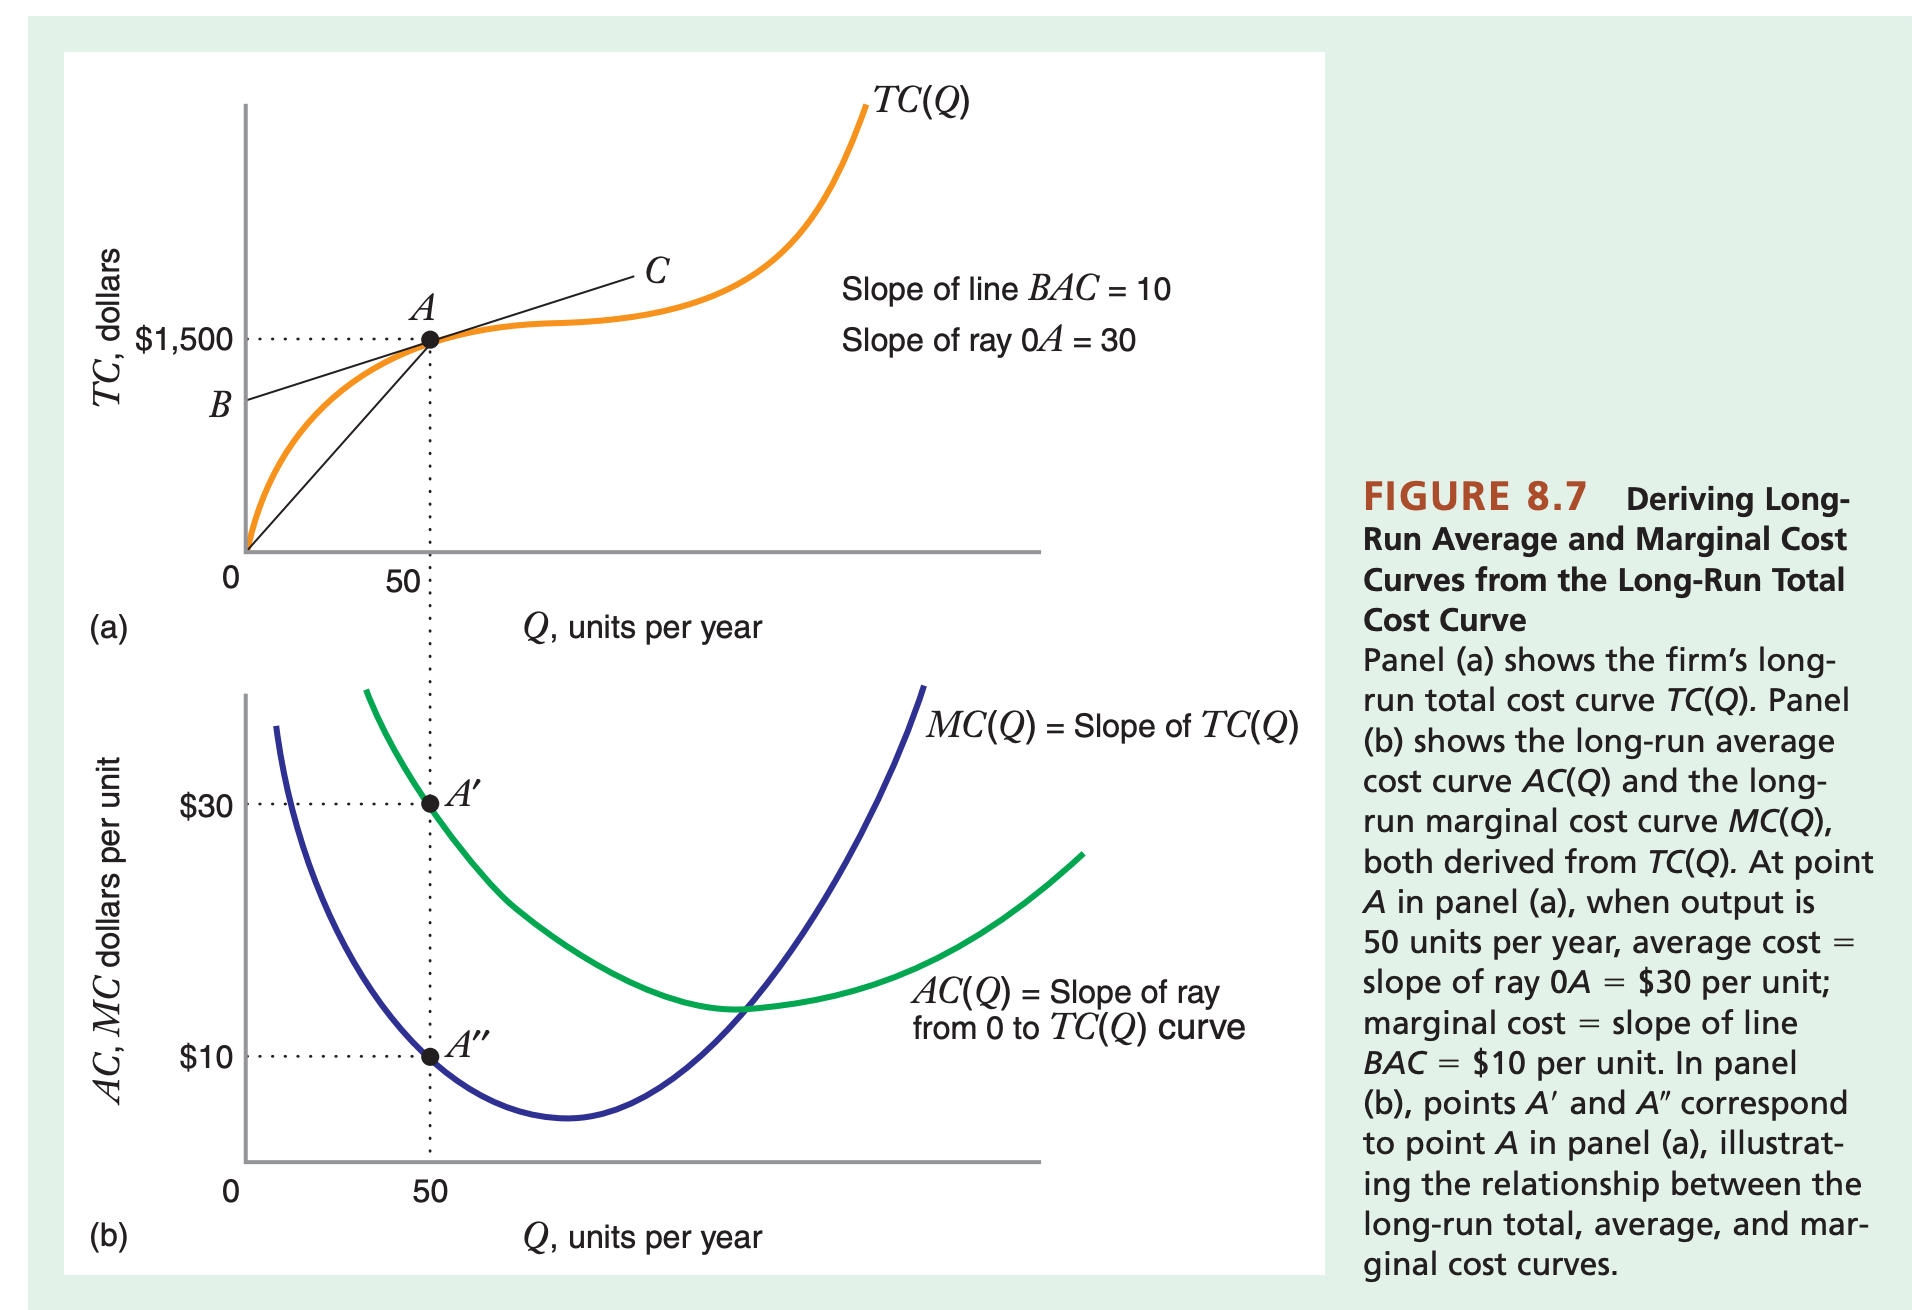 TC(Q)
TC, dollars
C
A
$1,500
B
Slope of line BAC = 10
Slope of ray 0A = 30
0
50
(a)
Q, units per year
MC(Q) = Slope of TC(Q)
AC, MC dollars per unit
$30
A′
AC(Q) = Slope of ray
from 0 to TC(Q) curve
$10
A″
0
50
(b)
Q, units per year
FIGURE 8.7 Deriving Long-
Run Average and Marginal Cost
Curves from the Long-Run Total
Cost Curve
Panel (a) shows the firm’s long-
run total cost curve TC(Q). Panel
(b) shows the long-run average
cost curve AC(Q) and the long-
run marginal cost curve MC(Q),
both derived from TC(Q). At point
A in panel (a), when output is
50 units per year, average cost =
slope of ray 0A = $30 per unit;
marginal cost = slope of line
BAC = $10 per unit. In panel
(b), points A′ and A″ correspond
to point A in panel (a), illustrat-
ing the relationship between the
long-run total, average, and mar-
ginal cost curves.